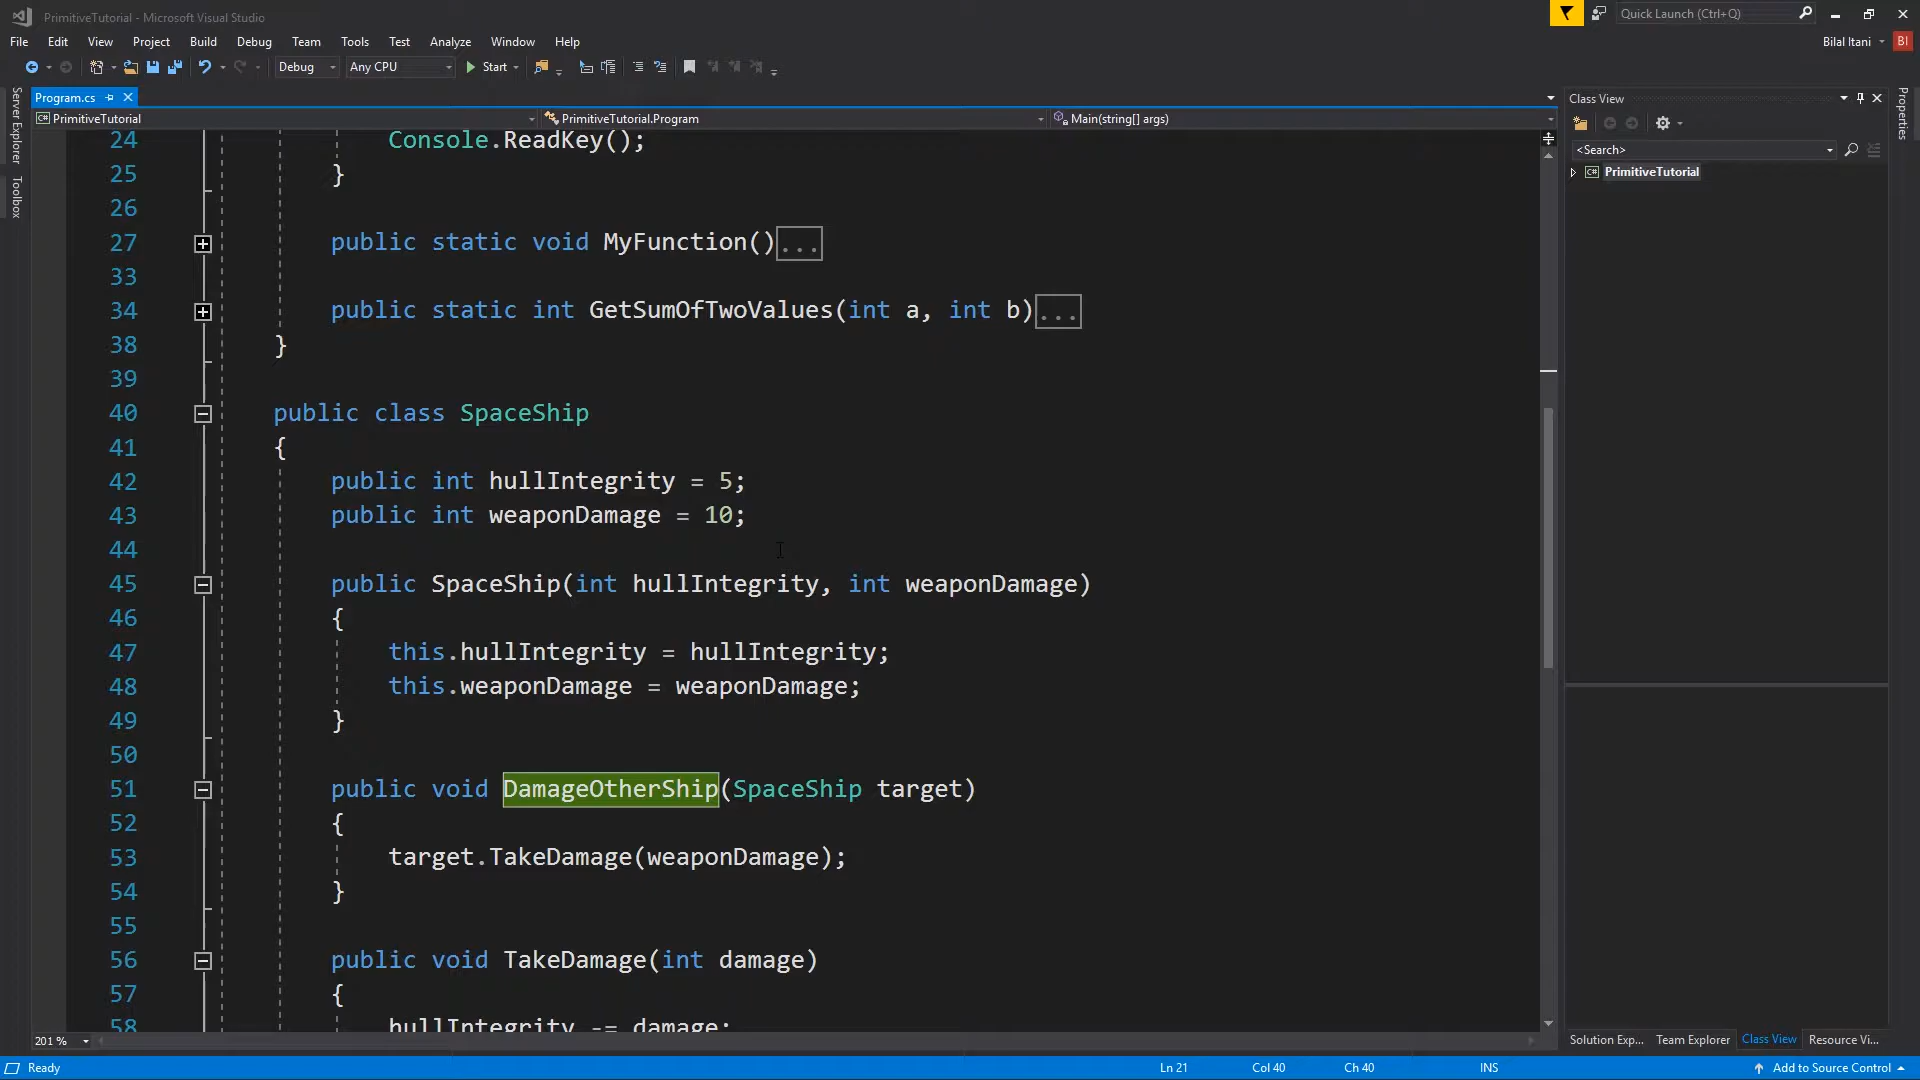 PrimitiveTutorial - Microsoft Visual Studio
Quick Launch (Ctrl+Q)
File Edit View Project Build Debug Team Tools Test Analyze Window Help
Bilal Itani
BI
Debug Any CPU Start
Server Explorer
Toolbox
Program.cs
PrimitiveTutorial PrimitiveTutorial.Program Main(string[] args)
24 Console.ReadKey();
25 }
26
27 public static void MyFunction()...
33
34 public static int GetSumOfTwoValues(int a, int b)...
38 }
39
40 public class SpaceShip
41 {
42 public int hullIntegrity = 5;
43 public int weaponDamage = 10;
44
45 public SpaceShip(int hullIntegrity, int weaponDamage)
46 {
47 this.hullIntegrity = hullIntegrity;
48 this.weaponDamage = weaponDamage;
49 }
50
51 public void DamageOtherShip(SpaceShip target)
52 {
53 target.TakeDamage(weaponDamage);
54 }
55
56 public void TakeDamage(int damage)
57 {
58 hullIntegrity -= damage;
201 %
Class View
<Search>
C# PrimitiveTutorial
Properties
Solution Exp... Team Explorer Class View Resource Vi...
Ready Ln 21 Col 40 Ch 40 INS Add to Source Control